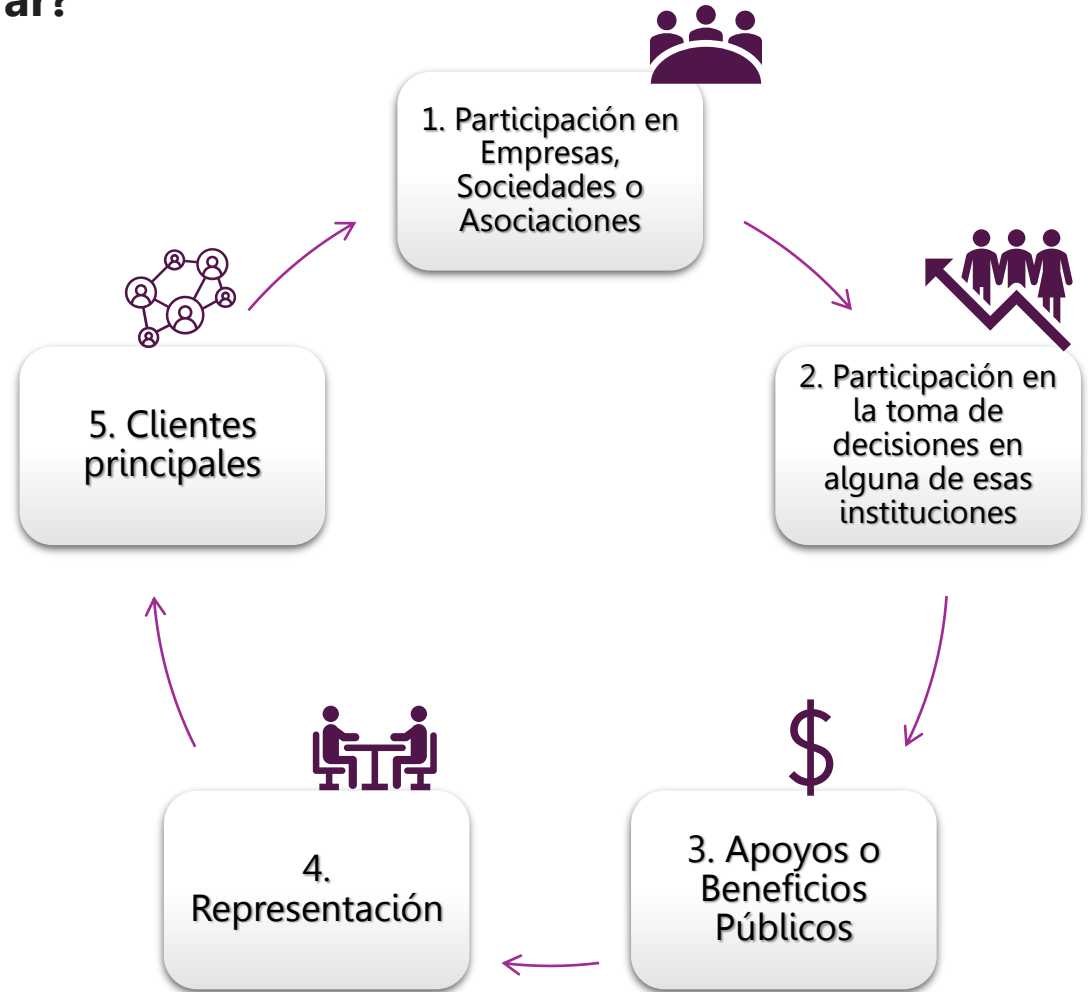 ar?
1. Participación en
Empresas,
Sociedades o
Asociaciones
2. Participación en
la toma de
decisiones en
alguna de esas
instituciones
3. Apoyos o
Beneficios
Públicos
4.
Representación
5. Clientes
principales